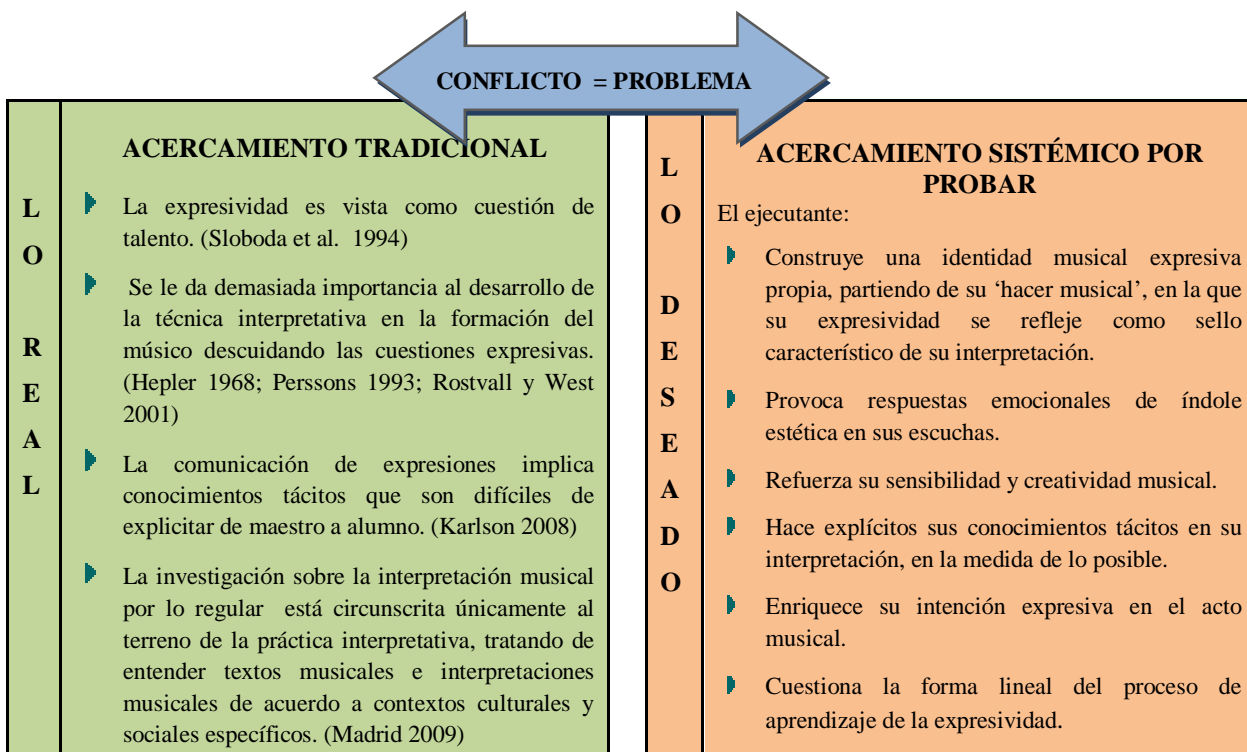 CONFLICTO = PROBLEMA
LO REAL
ACERCAMIENTO TRADICIONAL
La expresividad es vista como cuestión de
talento. (Sloboda et al. 1994)
Se le da demasiada importancia al desarrollo de
la técnica interpretativa en la formación del
músico descuidando las cuestiones expresivas.
(Hepler 1968; Perssons 1993; Rostvall y West
2001)
La comunicación de expresiones implica
conocimientos tácitos que son difíciles de
explicitar de maestro a alumno. (Karlson 2008)
La investigación sobre la interpretación musical
por lo regular está circunscrita únicamente al
terreno de la práctica interpretativa, tratando de
entender textos musicales e interpretaciones
musicales de acuerdo a contextos culturales y
sociales específicos. (Madrid 2009)
LO DESEADO
ACERCAMIENTO SISTÉMICO POR
PROBAR
El ejecutante:
Construye una identidad musical expresiva
propia, partiendo de su ‘hacer musical’, en la que
su expresividad se refleje como sello
característico de su interpretación.
Provoca respuestas emocionales de índole
estética en sus escuchas.
Refuerza su sensibilidad y creatividad musical.
Hace explícitos sus conocimientos tácitos en su
interpretación, en la medida de lo posible.
Enriquece su intención expresiva en el acto
musical.
Cuestiona la forma lineal del proceso de
aprendizaje de la expresividad.